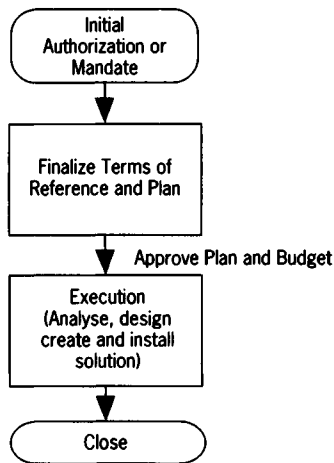 Initial
Authorization or
Mandate
Finalize Terms of
Reference and Plan
Approve Plan and Budget
Execution
(Analyse, design
create and install
solution)
Close